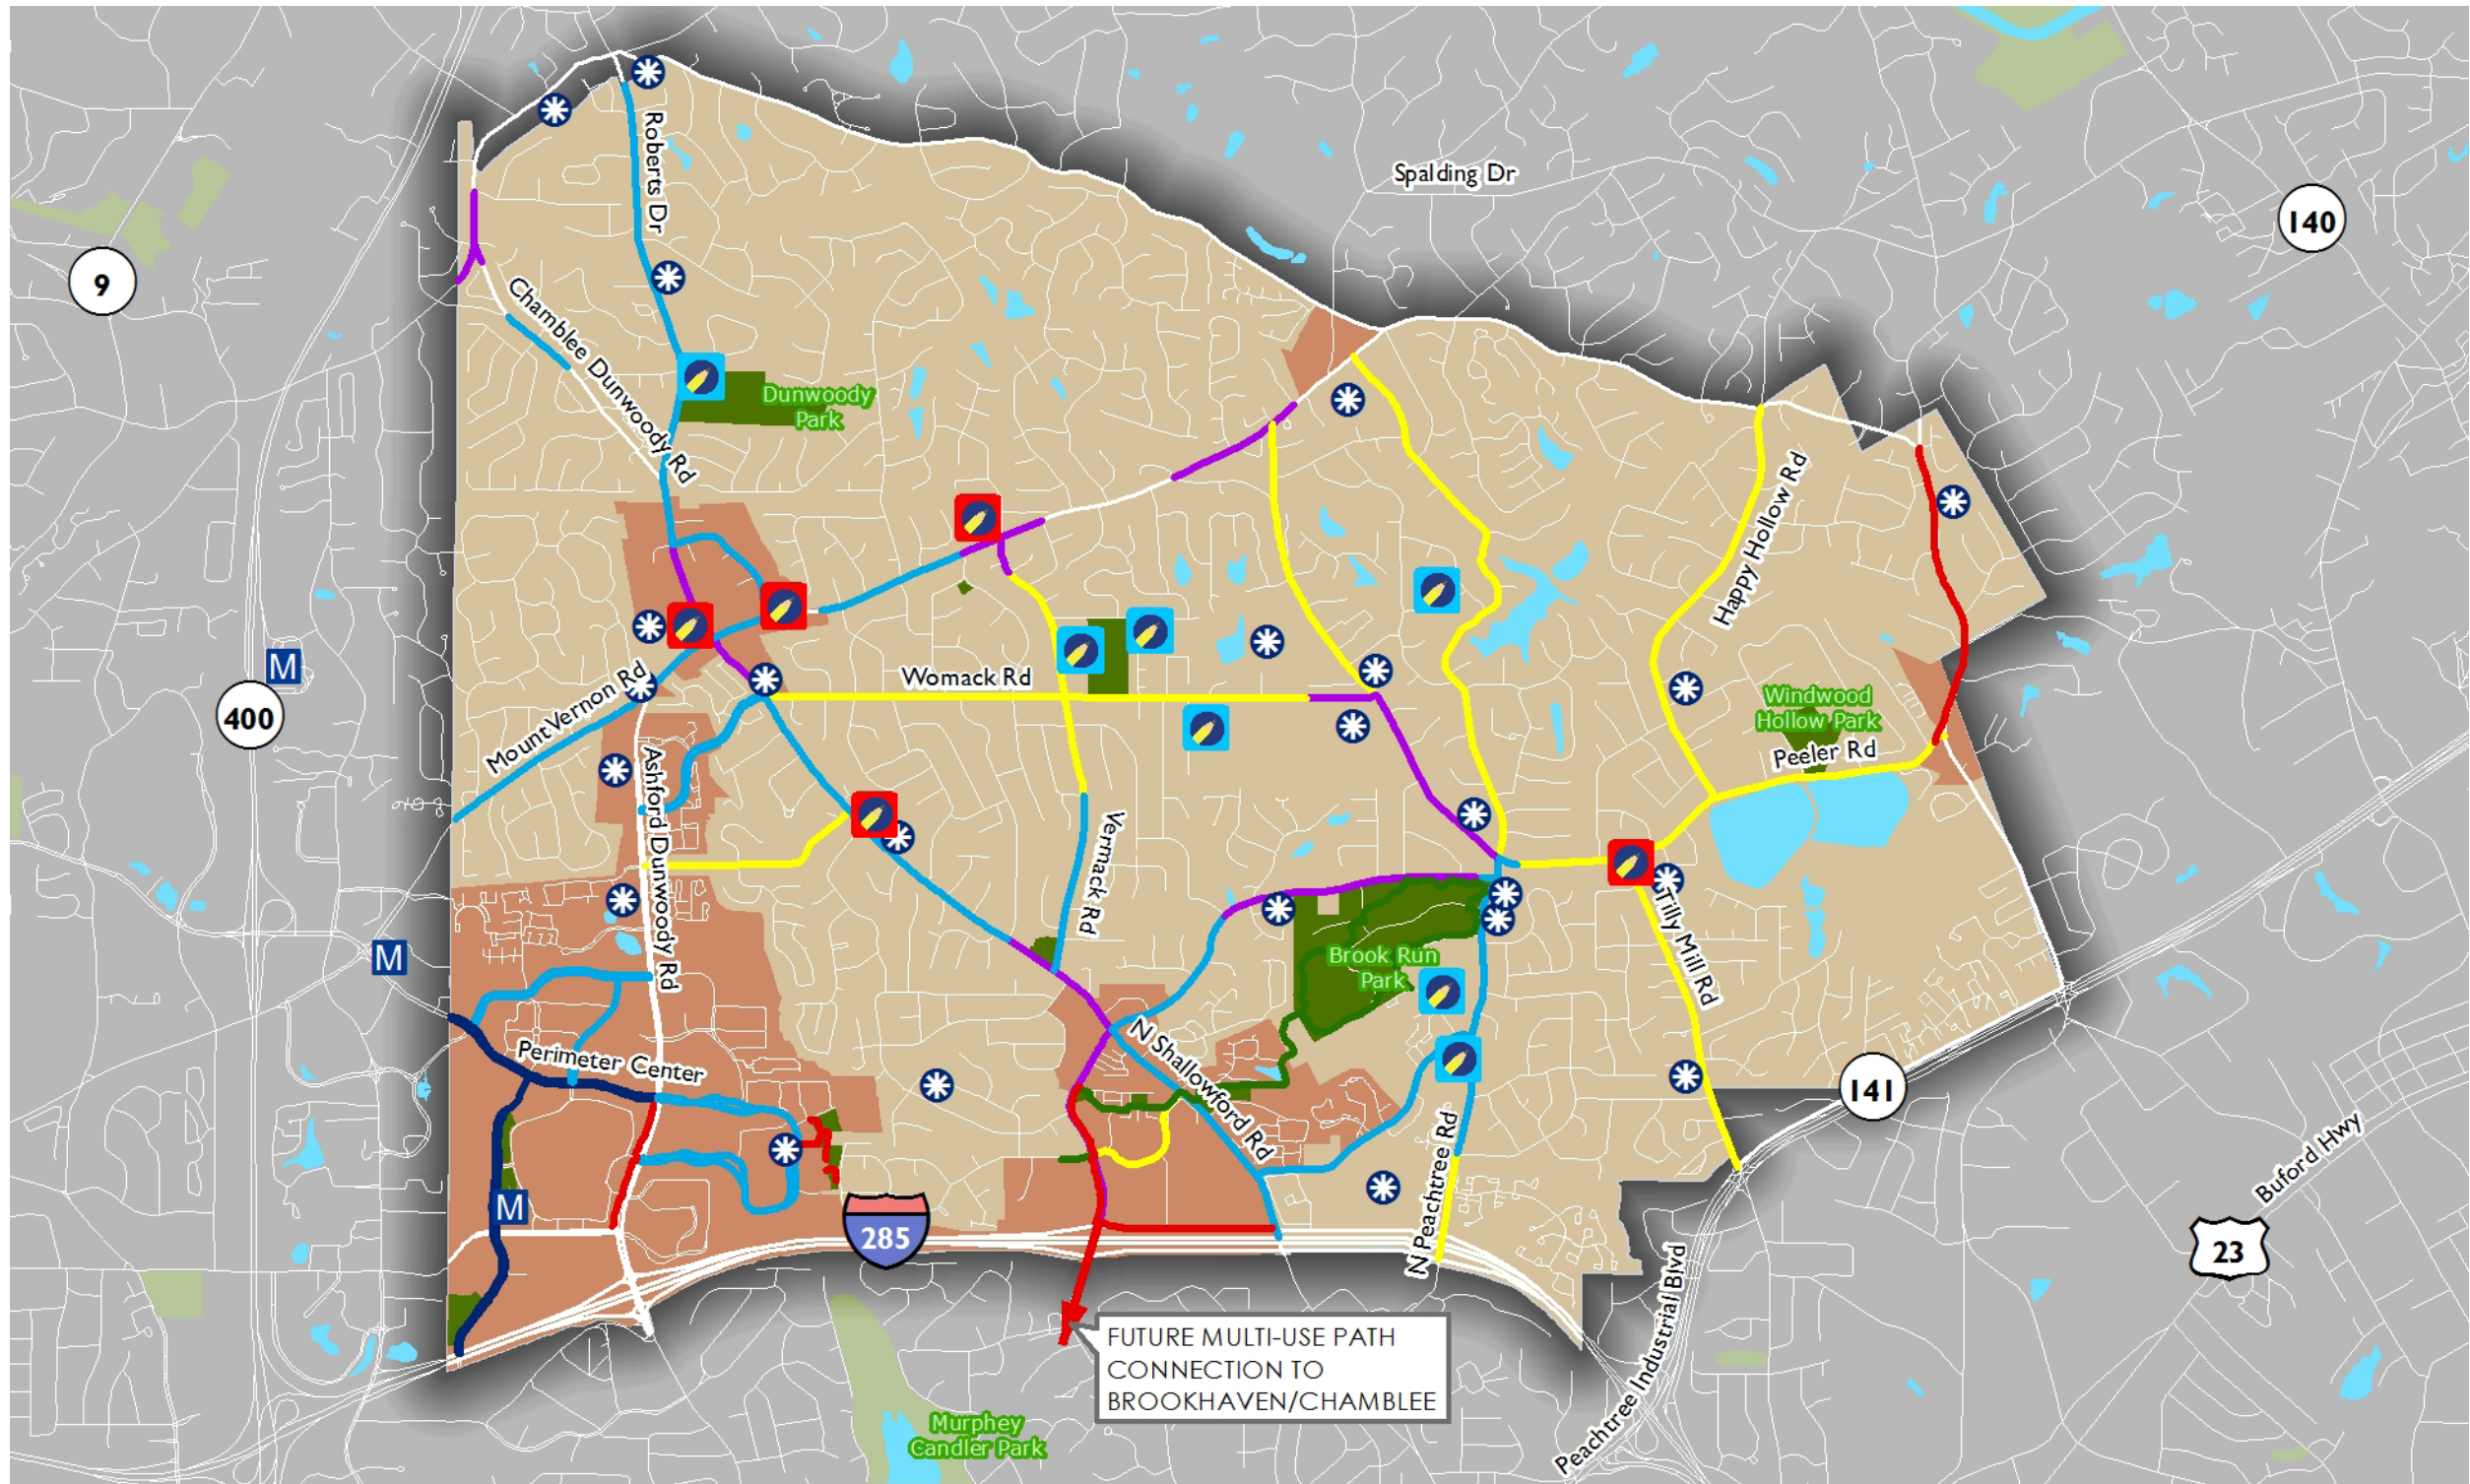 Roberts Dr
Spalding Dr
140
9
Chamblee Dunwoody Rd
Dunwoody
Park
Happy Hollow Rd
M
Womack Rd
400
Mount Vernon Rd
Windwood
Hollow Park
Peeler Rd
Ashford Dunwoody Rd
Vermack Rd
Tilly Mill Rd
M
Brook Run
Park
N Shallowford Rd
Perimeter Center
141
N Peachtree Rd
Buford Hwy
M
285
23
Peachtree Industrial Blvd
FUTURE MULTI-USE PATH
CONNECTION TO
BROOKHAVEN/CHAMBLEE
Murphey
Candler Park